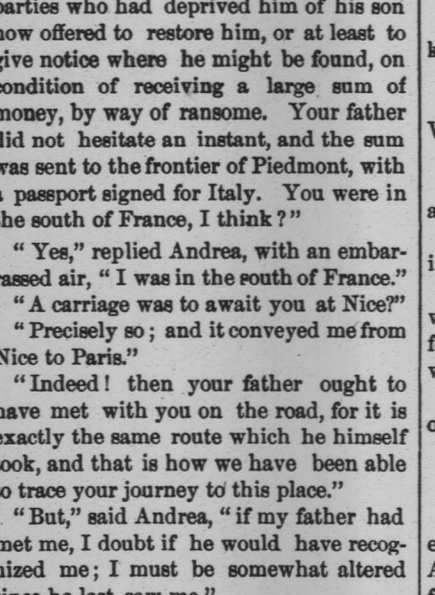 parties who had deprived him of his son
now offered to restore him, or at least to
give notice where he might be found, on
condition of receiving a large sum of
money, by way of ransome. Your father
did not hesitate an instant, and the sum
was sent to the frontier of Piedmont, with
a passport signed for Italy. You were in
the south of France, I think?"
"Yes," replied Andrea, with an embar-
rassed air, "I was in the south of France."
"A carriage was to await you at Nice?"
"Precisely so; and it conveyed me from
Nice to Paris."
"Indeed! then your father ought to
have met with you on the road, for it is
exactly the same route which he himself
took, and that is how we have been able
to trace your journey to this place."
"But," said Andrea, "if my father had
met me, I doubt if he would have recog-
nized me; I must be somewhat altered
since he last saw me."